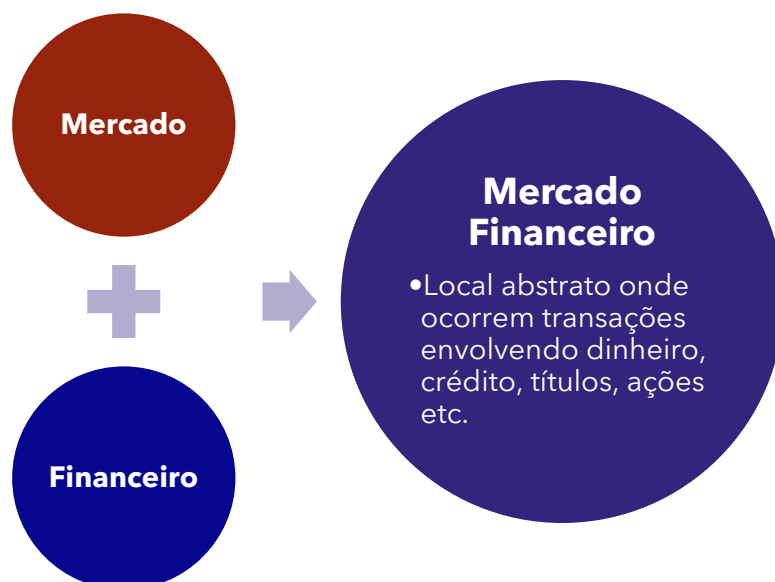 Mercado
Financeiro
Mercado
Financeiro
•Local abstrato onde
ocorrem transações
envolvendo dinheiro,
crédito, títulos, ações
etc.